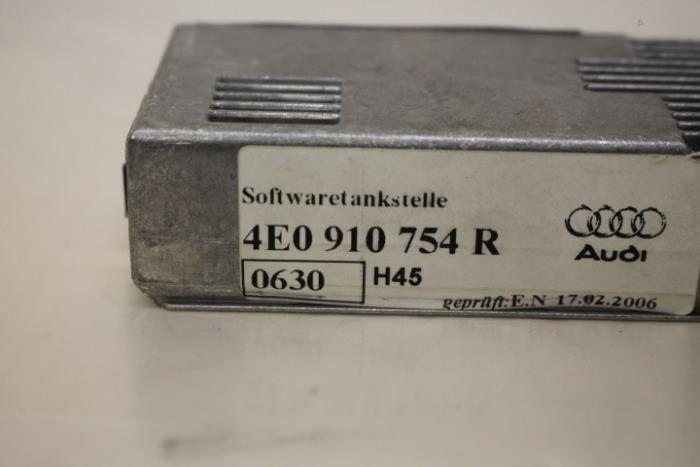 Softwaretankstelle
4E0 910 754 R
Audi
0630 H45
geprüft: E.N 17.02.2006